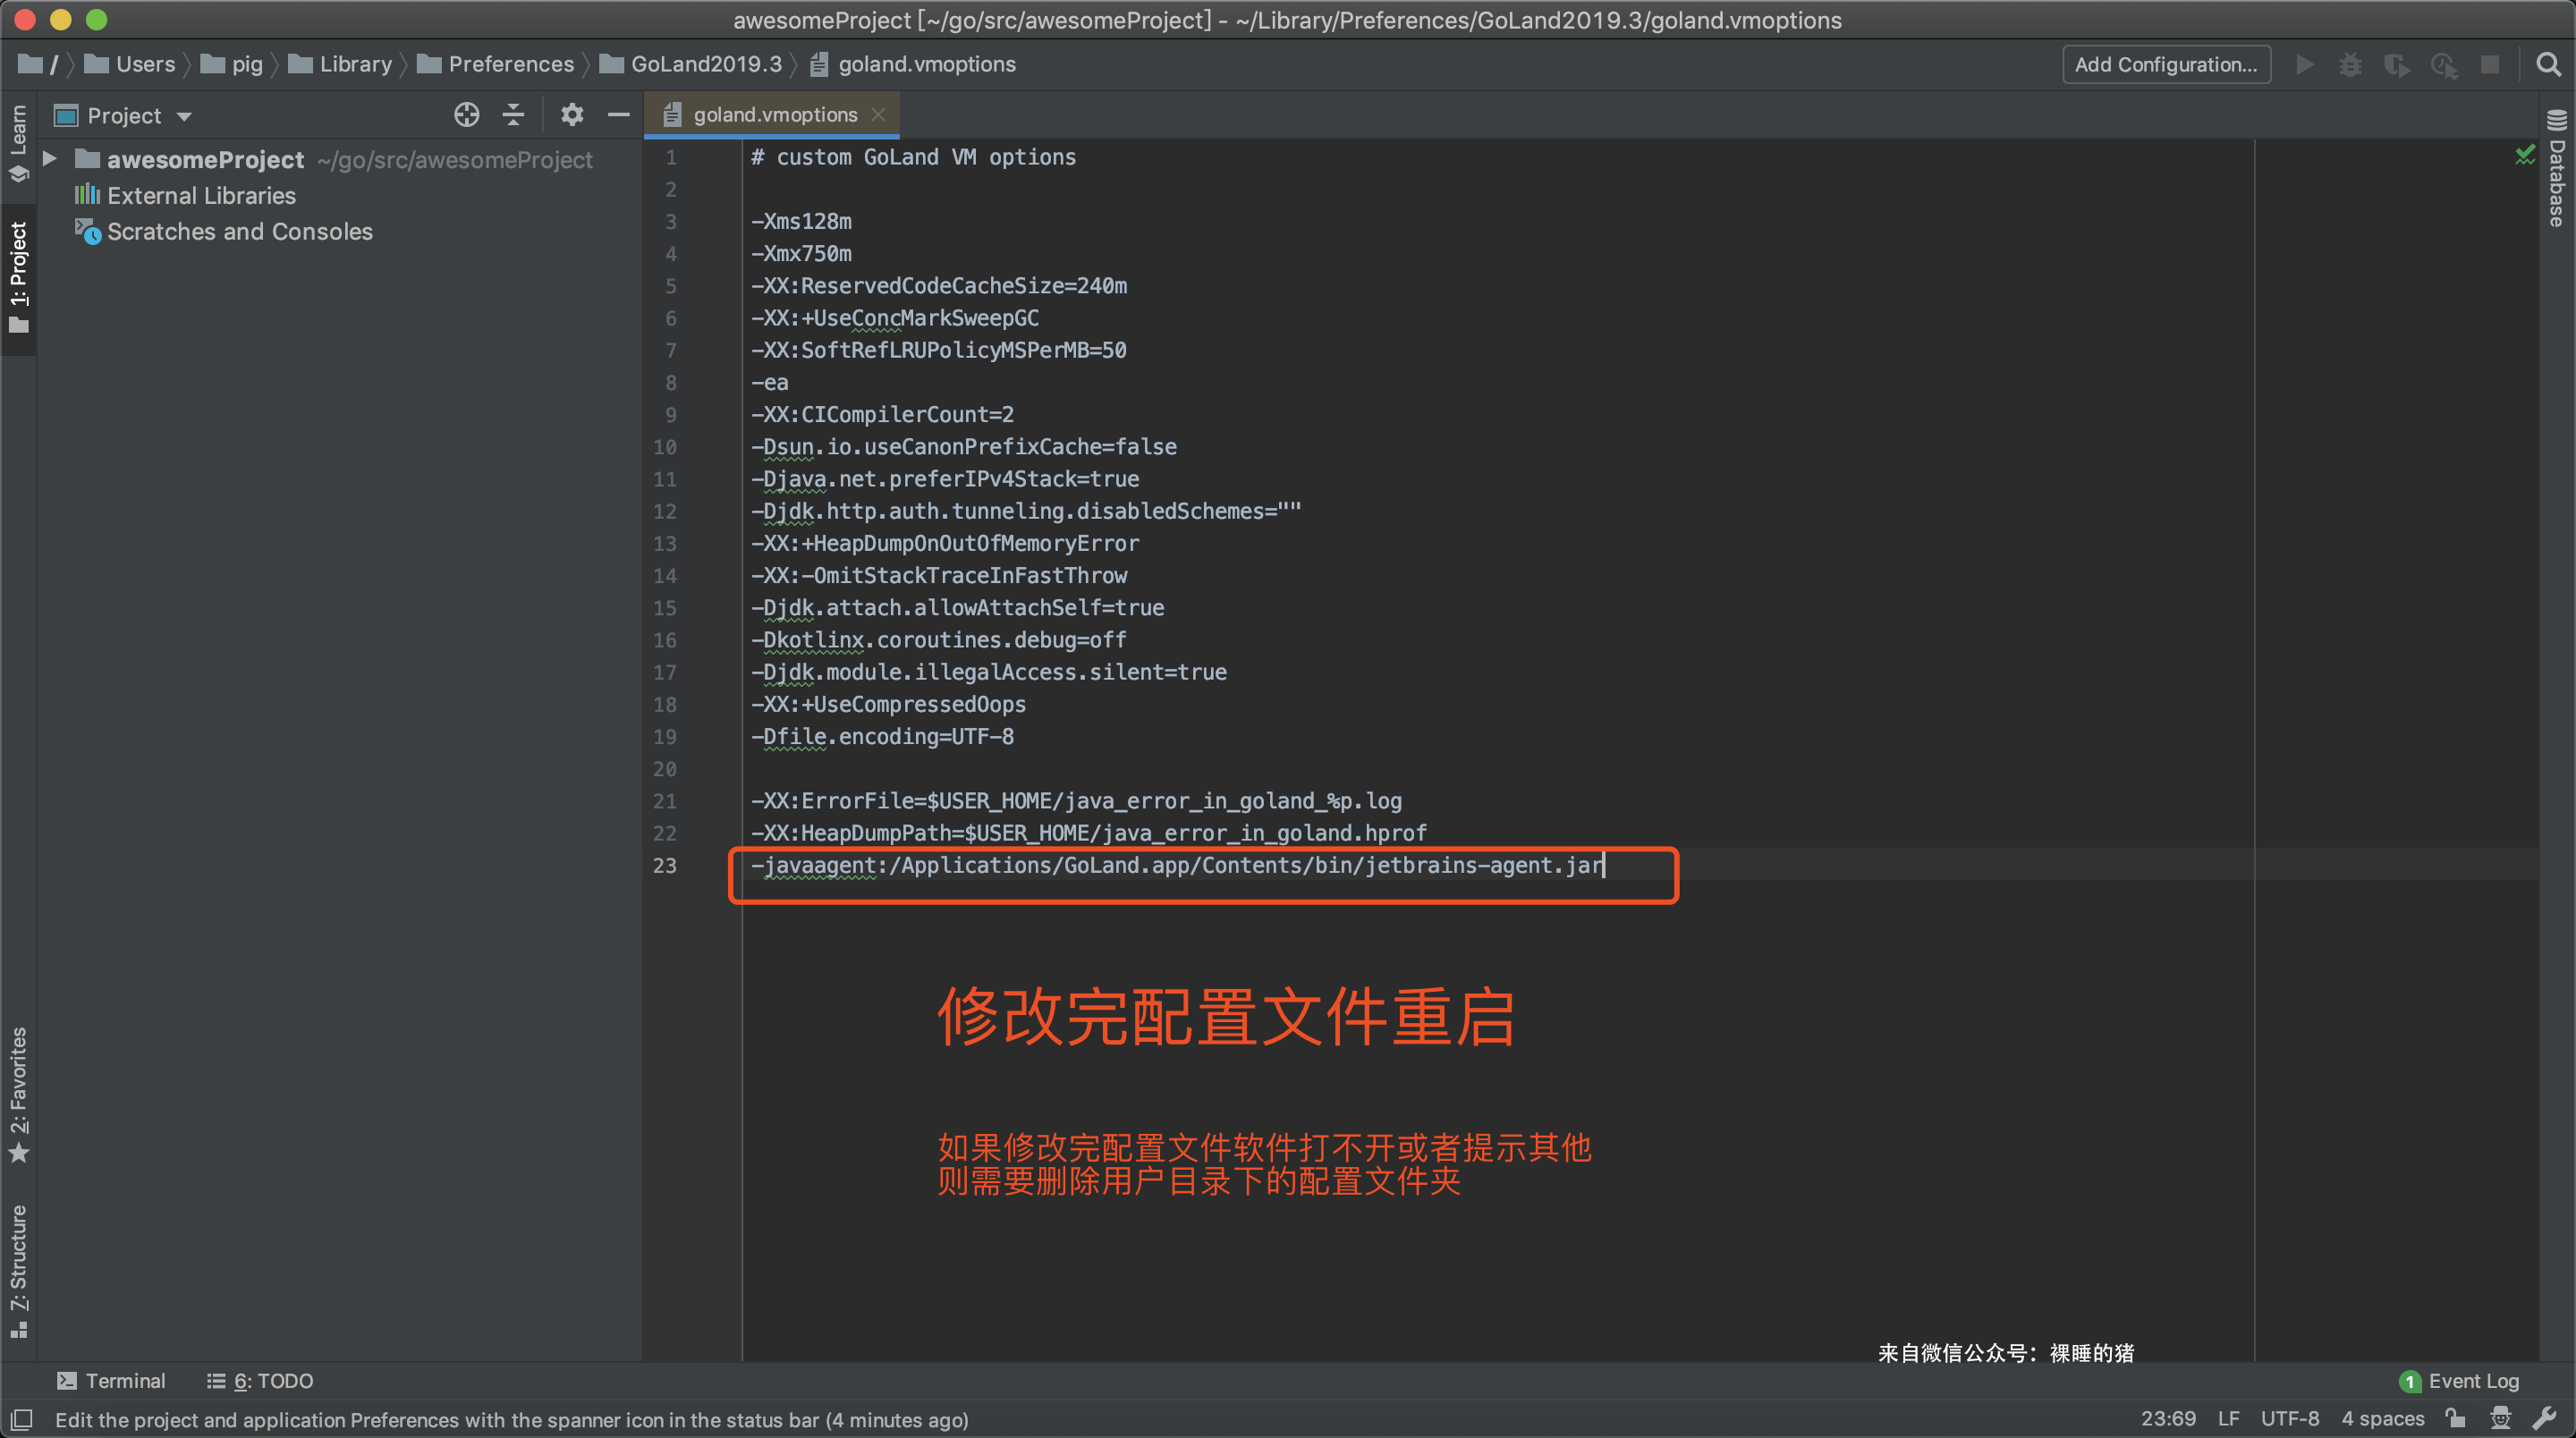 awesomeProject [~/go/src/awesomeProject] - ~/Library/Preferences/GoLand2019.3/goland.vmoptions
/ Users pig Library Preferences GoLand2019.3 goland.vmoptions Add Configuration...
Learn
1: Project
2: Favorites
7: Structure
Project
awesomeProject ~/go/src/awesomeProject
External Libraries
Scratches and Consoles
goland.vmoptions
1 # custom GoLand VM options
2
3 -Xms128m
4 -Xmx750m
5 -XX:ReservedCodeCacheSize=240m
6 -XX:+UseConcMarkSweepGC
7 -XX:SoftRefLRUPolicyMSPerMB=50
8 -ea
9 -XX:CICompilerCount=2
10 -Dsun.io.useCanonPrefixCache=false
11 -Djava.net.preferIPv4Stack=true
12 -Djdk.http.auth.tunneling.disabledSchemes=""
13 -XX:+HeapDumpOnOutOfMemoryError
14 -XX:-OmitStackTraceInFastThrow
15 -Djdk.attach.allowAttachSelf=true
16 -Dkotlinx.coroutines.debug=off
17 -Djdk.module.illegalAccess.silent=true
18 -XX:+UseCompressedOops
19 -Dfile.encoding=UTF-8
20
21 -XX:ErrorFile=$USER_HOME/java_error_in_goland_%p.log
22 -XX:HeapDumpPath=$USER_HOME/java_error_in_goland.hprof
23 -javaagent:/Applications/GoLand.app/Contents/bin/jetbrains-agent.jar
修改完配置文件重启
如果修改完配置文件软件打不开或者提示其他
则需要删除用户目录下的配置文件夹
来自微信公众号：裸睡的猪
Database
Terminal 6: TODO 1 Event Log
Edit the project and application Preferences with the spanner icon in the status bar (4 minutes ago) 23:69 LF UTF-8 4 spaces